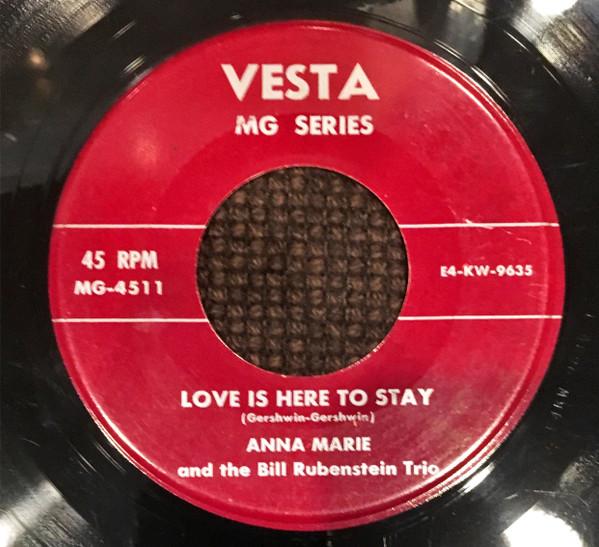 VESTA
MG SERIES
45 RPM
MG-4511
E4-KW-9635
LOVE IS HERE TO STAY
(Gershwin-Gershwin)
ANNA MARIE
and the Bill Rubenstein Trio